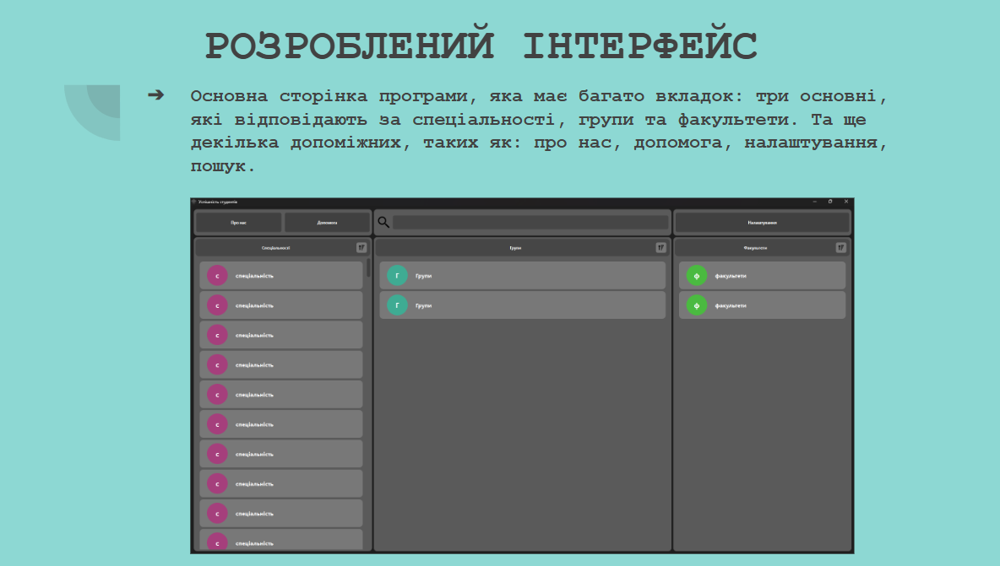 РОЗРОБЛЕНИЙ ІНТЕРФЕЙС
➔ Основна сторінка програми, яка має багато вкладок: три основні,
які відповідають за спеціальності, групи та факультети. Та ще
декілька допоміжних, таких як: про нас, допомога, налаштування,
пошук.
Успішність студентів
Про нас Допомога Налаштування
Спеціальності Групи Факультети
с спеціальність Г Групи ф факультети
с спеціальність Г Групи ф факультети
с спеціальність
с спеціальність
с спеціальність
с спеціальність
с спеціальність
с спеціальність
с спеціальність
с спеціальність